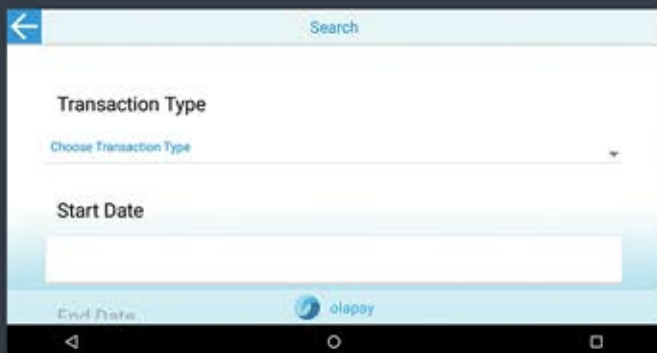 Search
Transaction Type
Choose Transaction Type
Start Date
End Date
olapay